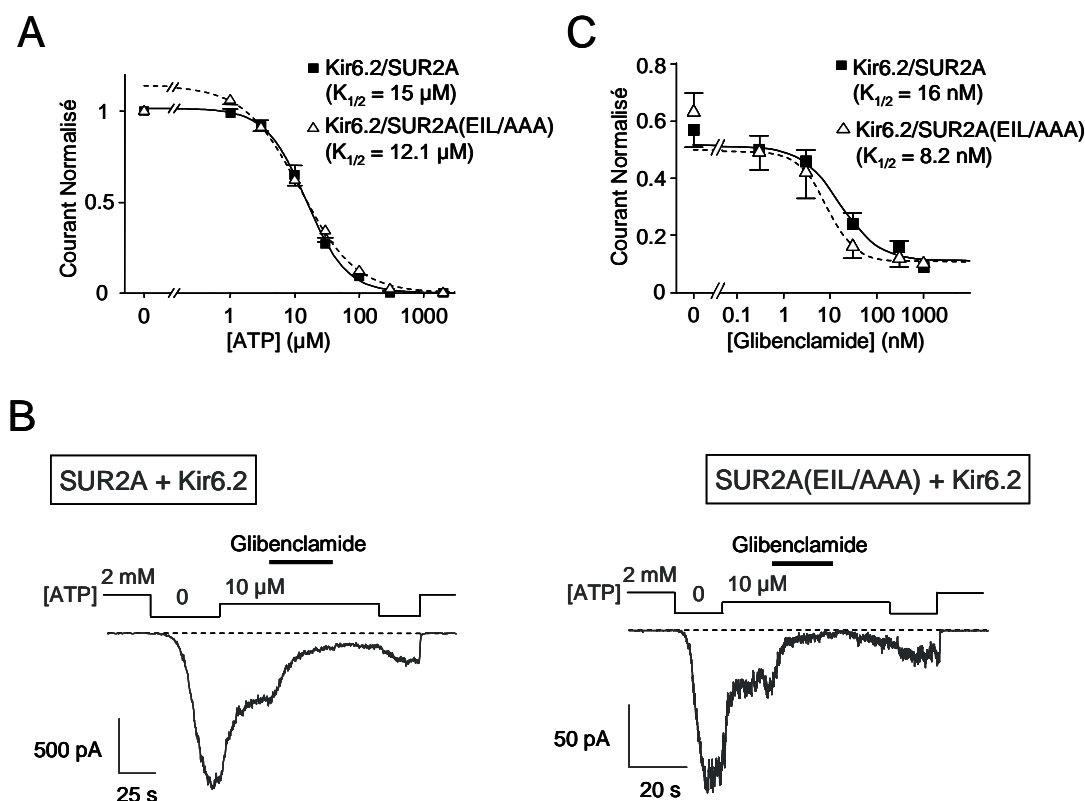 A
Kir6.2/SUR2A
(K1/2 = 15 µM)
Kir6.2/SUR2A(EIL/AAA)
(K1/2 = 12.1 µM)
Courant Normalisé
1
0.5
0
0 1 10 100 1000
[ATP] (µM)
C
Kir6.2/SUR2A
(K1/2 = 16 nM)
Kir6.2/SUR2A(EIL/AAA)
(K1/2 = 8.2 nM)
Courant Normalisé
0.8
0.6
0.4
0.2
0
0 0.1 1 10 100 1000
[Glibenclamide] (nM)
B
SUR2A + Kir6.2
Glibenclamide
[ATP] 2 mM 0 10 µM
500 pA
25 s
SUR2A(EIL/AAA) + Kir6.2
Glibenclamide
[ATP] 2 mM 0 10 µM
50 pA
20 s